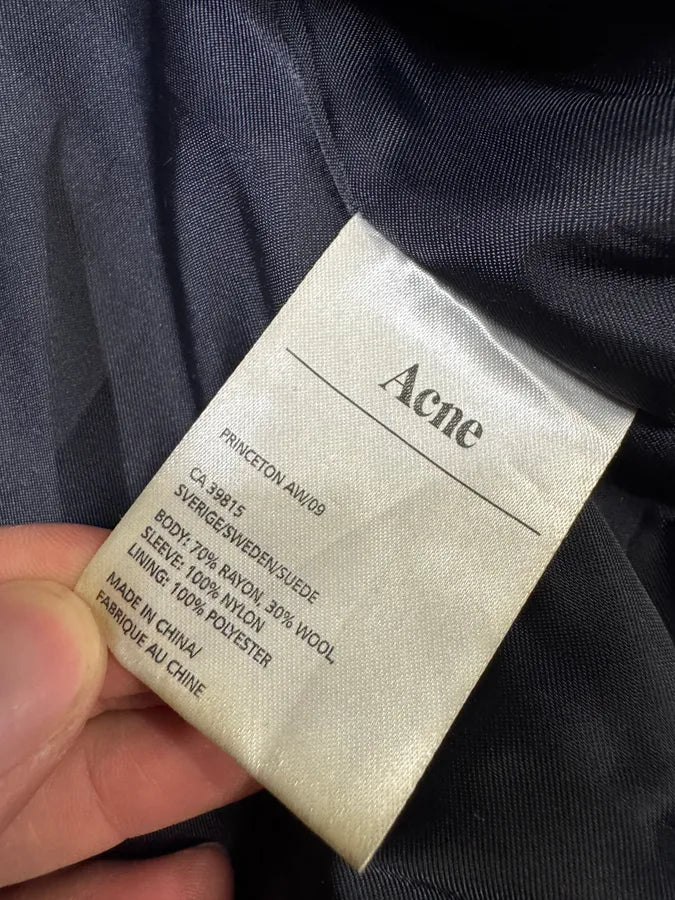 Acne
PRINCETON AW/09
CA 39815
SVERIGE/SWEDEN/SUEDE
BODY: 70% RAYON, 30% WOOL,
SLEEVE: 100% NYLON
LINING: 100% POLYESTER
MADE IN CHINA/
FABRIQUE AU CHINE